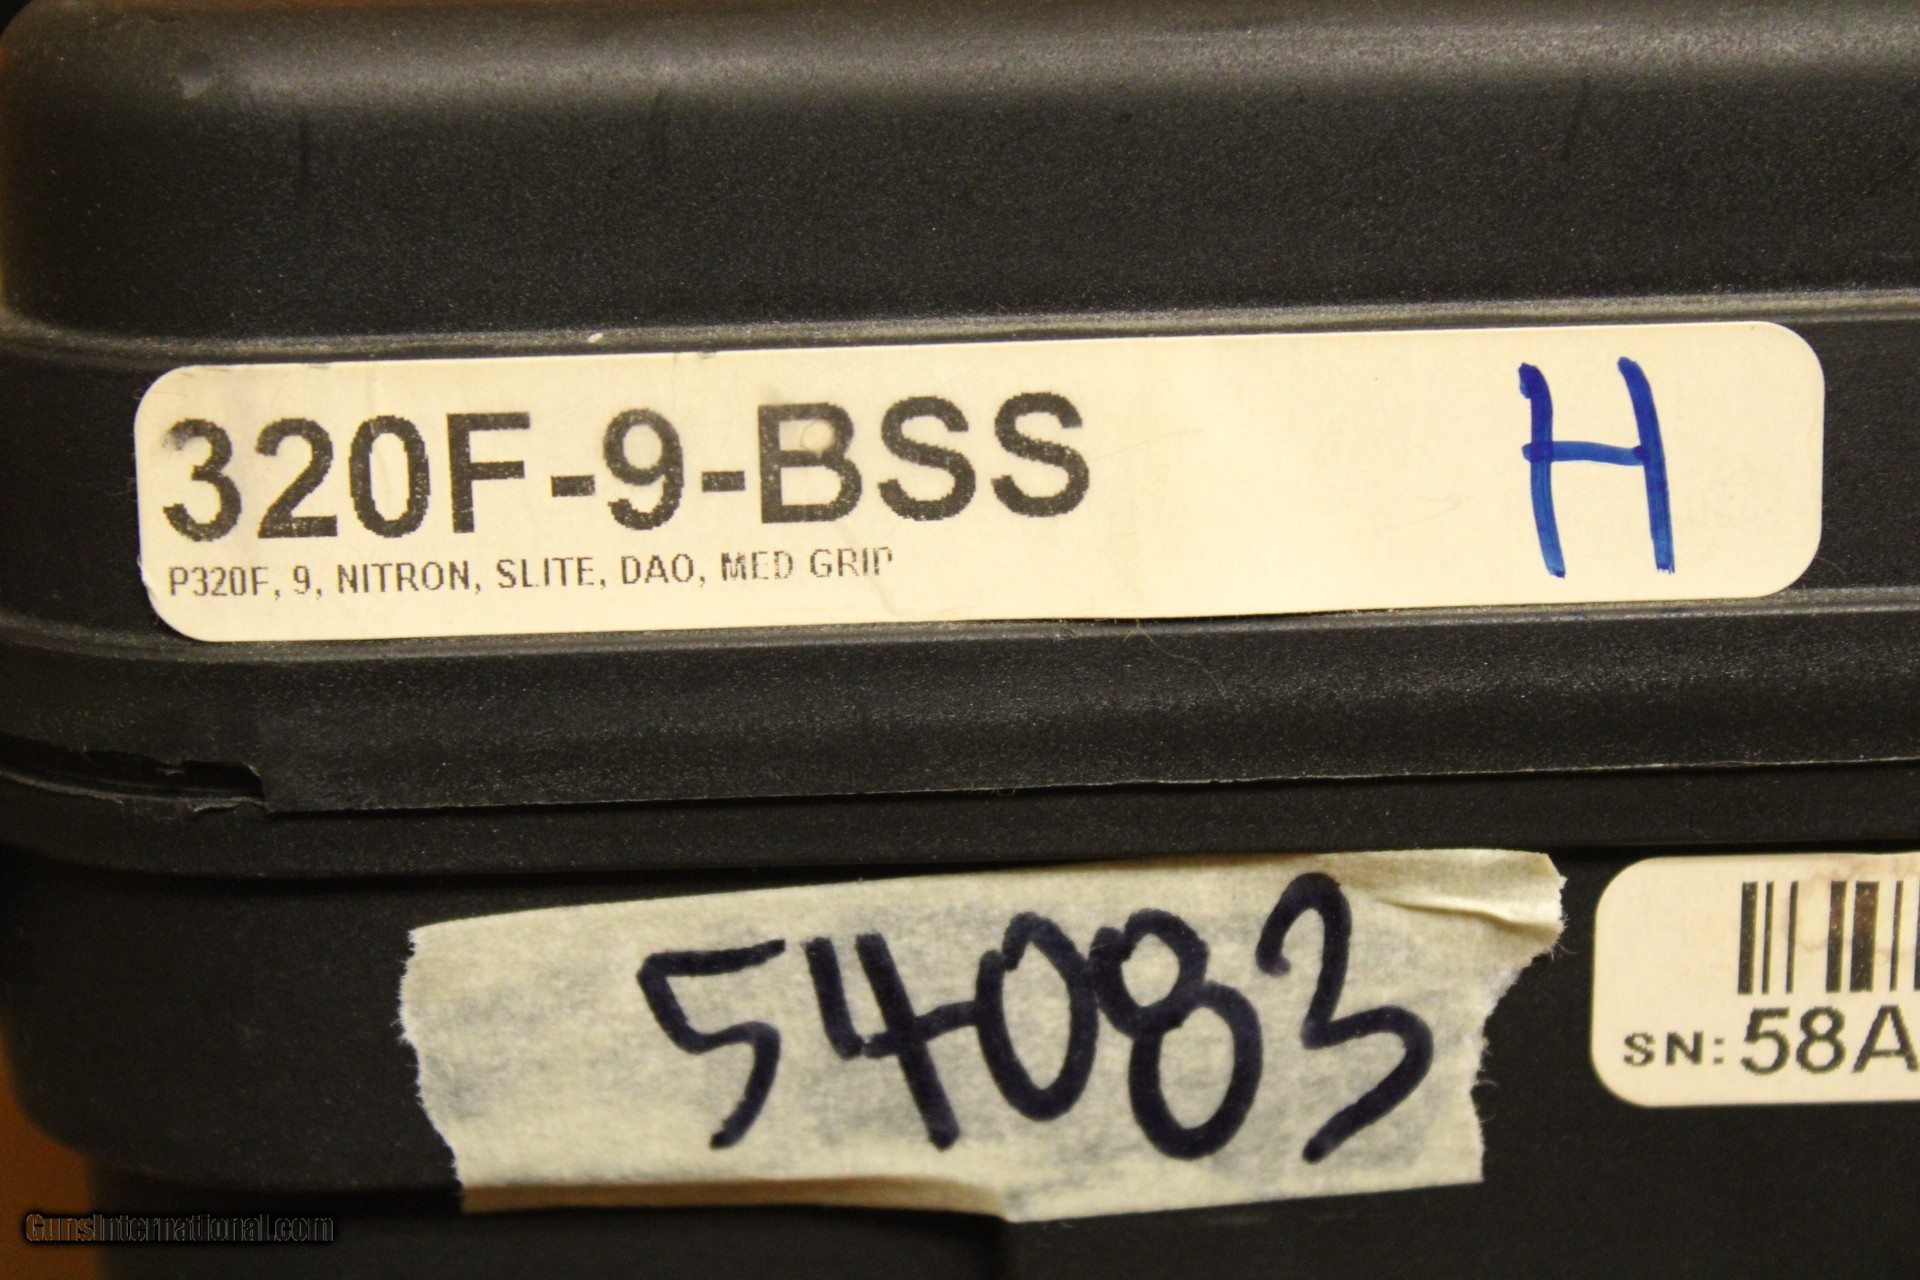 320F-9-BSS H
P320F, 9, NITRON, SLITE, DAO, MED GRIP
54083
SN: 58A
GunsInternational.com